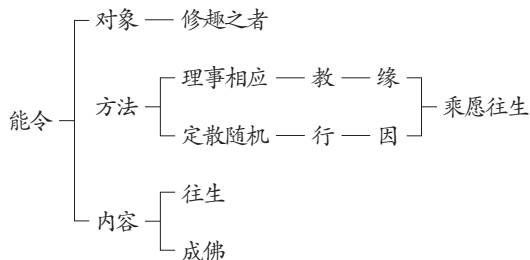 对象 修趣之者
理事相应 教 缘
方法
乘愿往生
能令
定散随机 行 因
往生
内容
成佛